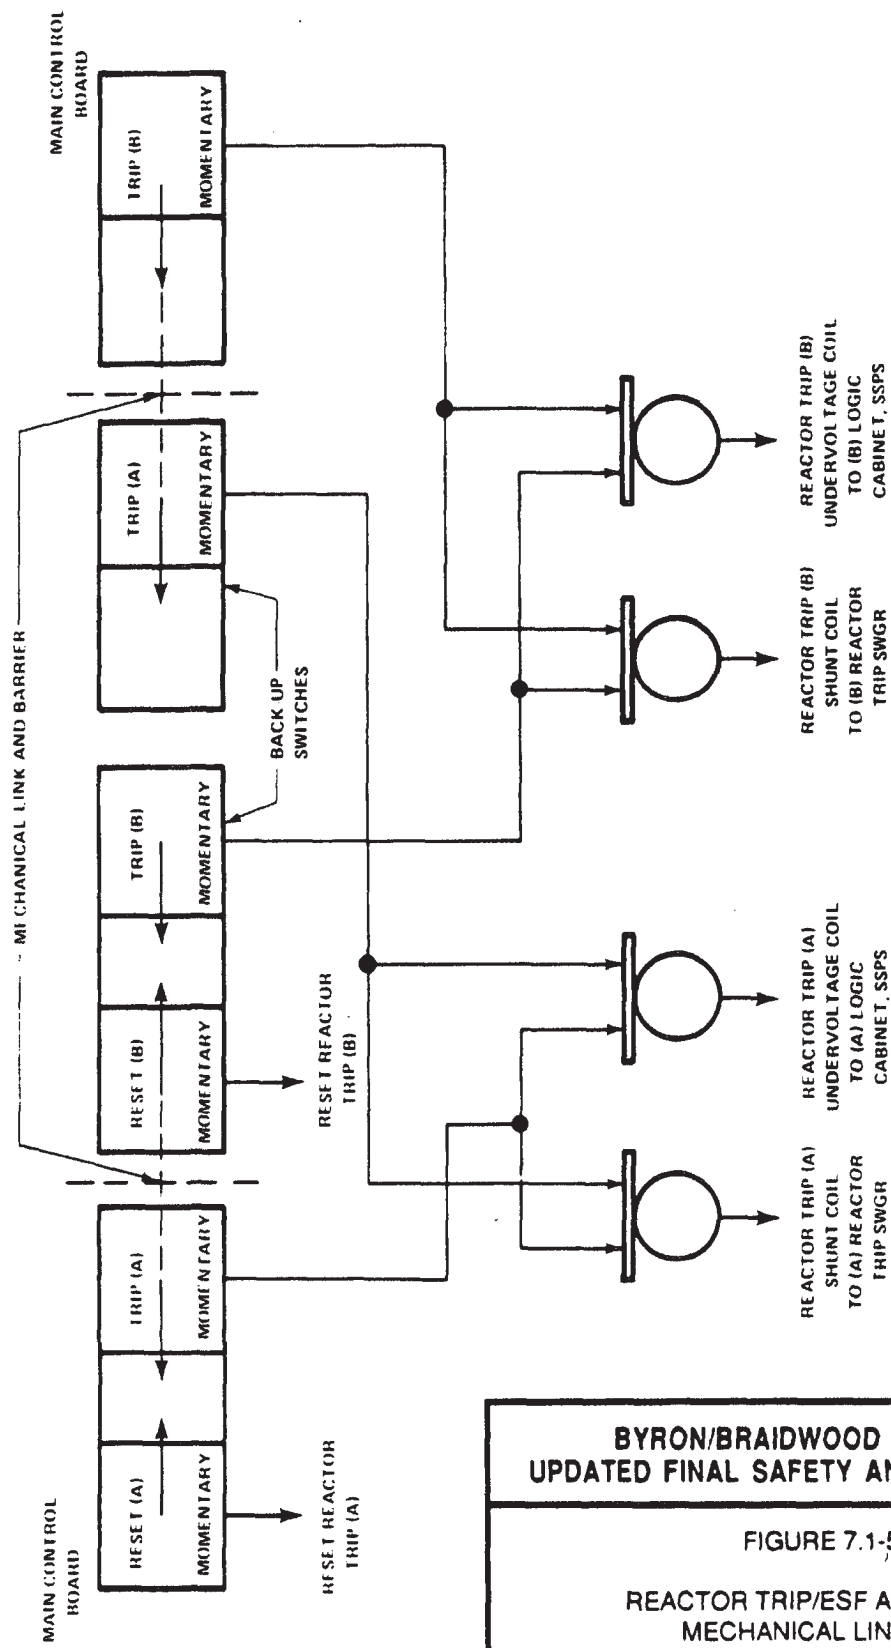 MAIN CONTROL
BOARD
RESET (A)
MOMENTARY
TRIP (A)
MOMENTARY
RESET REACTOR
TRIP (A)
MECHANICAL LINK AND BARRIER
RESET (B)
MOMENTARY
TRIP (B)
MOMENTARY
RESET REACTOR
TRIP (B)
BACK UP
SWITCHES
TRIP (A)
MOMENTARY
MAIN CONTROL
BOARD
TRIP (B)
MOMENTARY
REACTOR TRIP (A)
SHUNT COIL
TO (A) REACTOR
TRIP SWGR
REACTOR TRIP (A)
UNDERVOLTAGE COIL
TO (A) LOGIC
CABINET, SSPS
REACTOR TRIP (B)
SHUNT COIL
TO (B) REACTOR
TRIP SWGR
REACTOR TRIP (B)
UNDERVOLTAGE COIL
TO (B) LOGIC
CABINET, SSPS
BYRON/BRAIDWOOD
UPDATED FINAL SAFETY
FIGURE 7.1-5
REACTOR TRIP/ESF
MECHANICAL